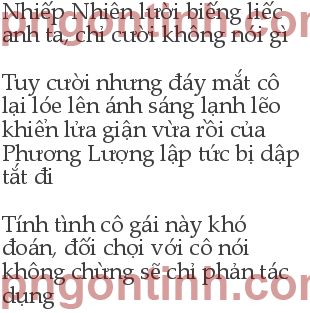 Nhiếp Nhiên lười biếng liếc
anh ta, chỉ cười không nói gì
Tuy cười nhưng đáy mắt cô
lại lóe lên ánh sáng lạnh lẽo
khiển lửa giận vừa rồi của
Phương Lượng lập tức bị dập
tắt đi
Tính tình cô gái này khó
đoán, đối chọi với cô nói
không chừng sẽ chỉ phản tác
dụng